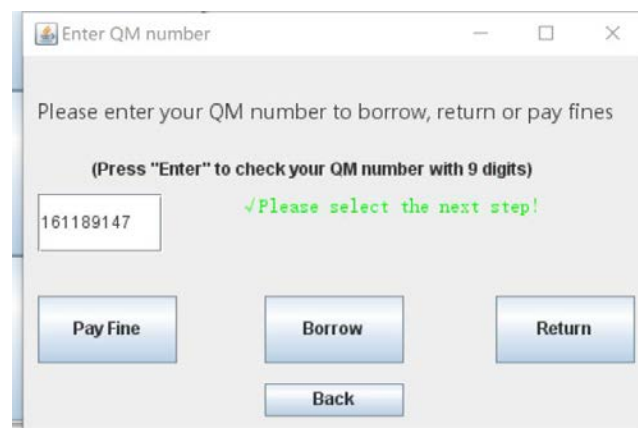 Enter QM number
Please enter your QM number to borrow, return or pay fines
(Press "Enter" to check your QM number with 9 digits)
161189147
√Please select the next step!
Pay Fine
Borrow
Return
Back